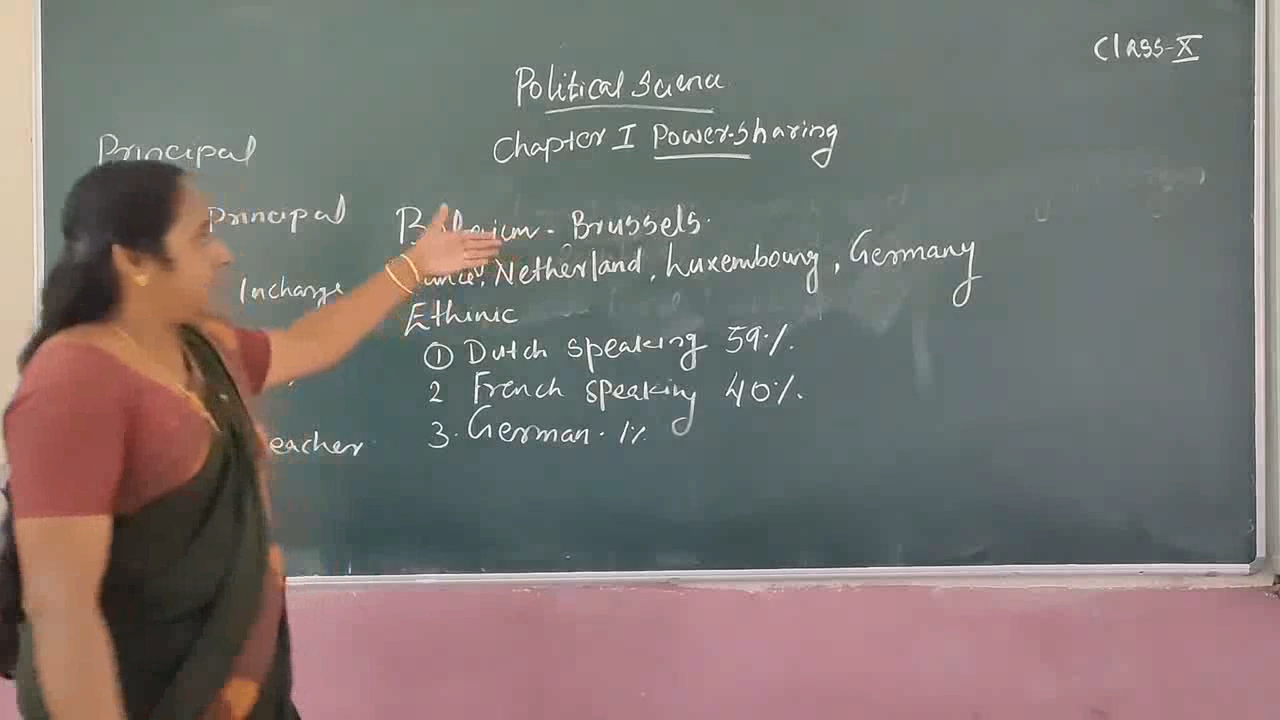 Class-X
Political Science
Chapter I Power-sharing
Principal
Principal
Incharge
eacher
Belgium - Brussels.
Netherland, Luxembourg, Germany
Ethinic
① Dutch speaking 59%.
2 French speaking 40%.
3. German. 1%